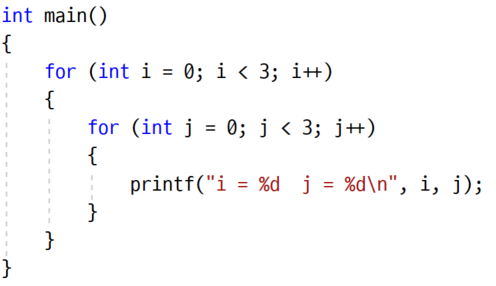 int main()
{
    for (int i = 0; i < 3; i++)
    {
        for (int j = 0; j < 3; j++)
        {
            printf("i = %d  j = %d\n", i, j);
        }
    }
}